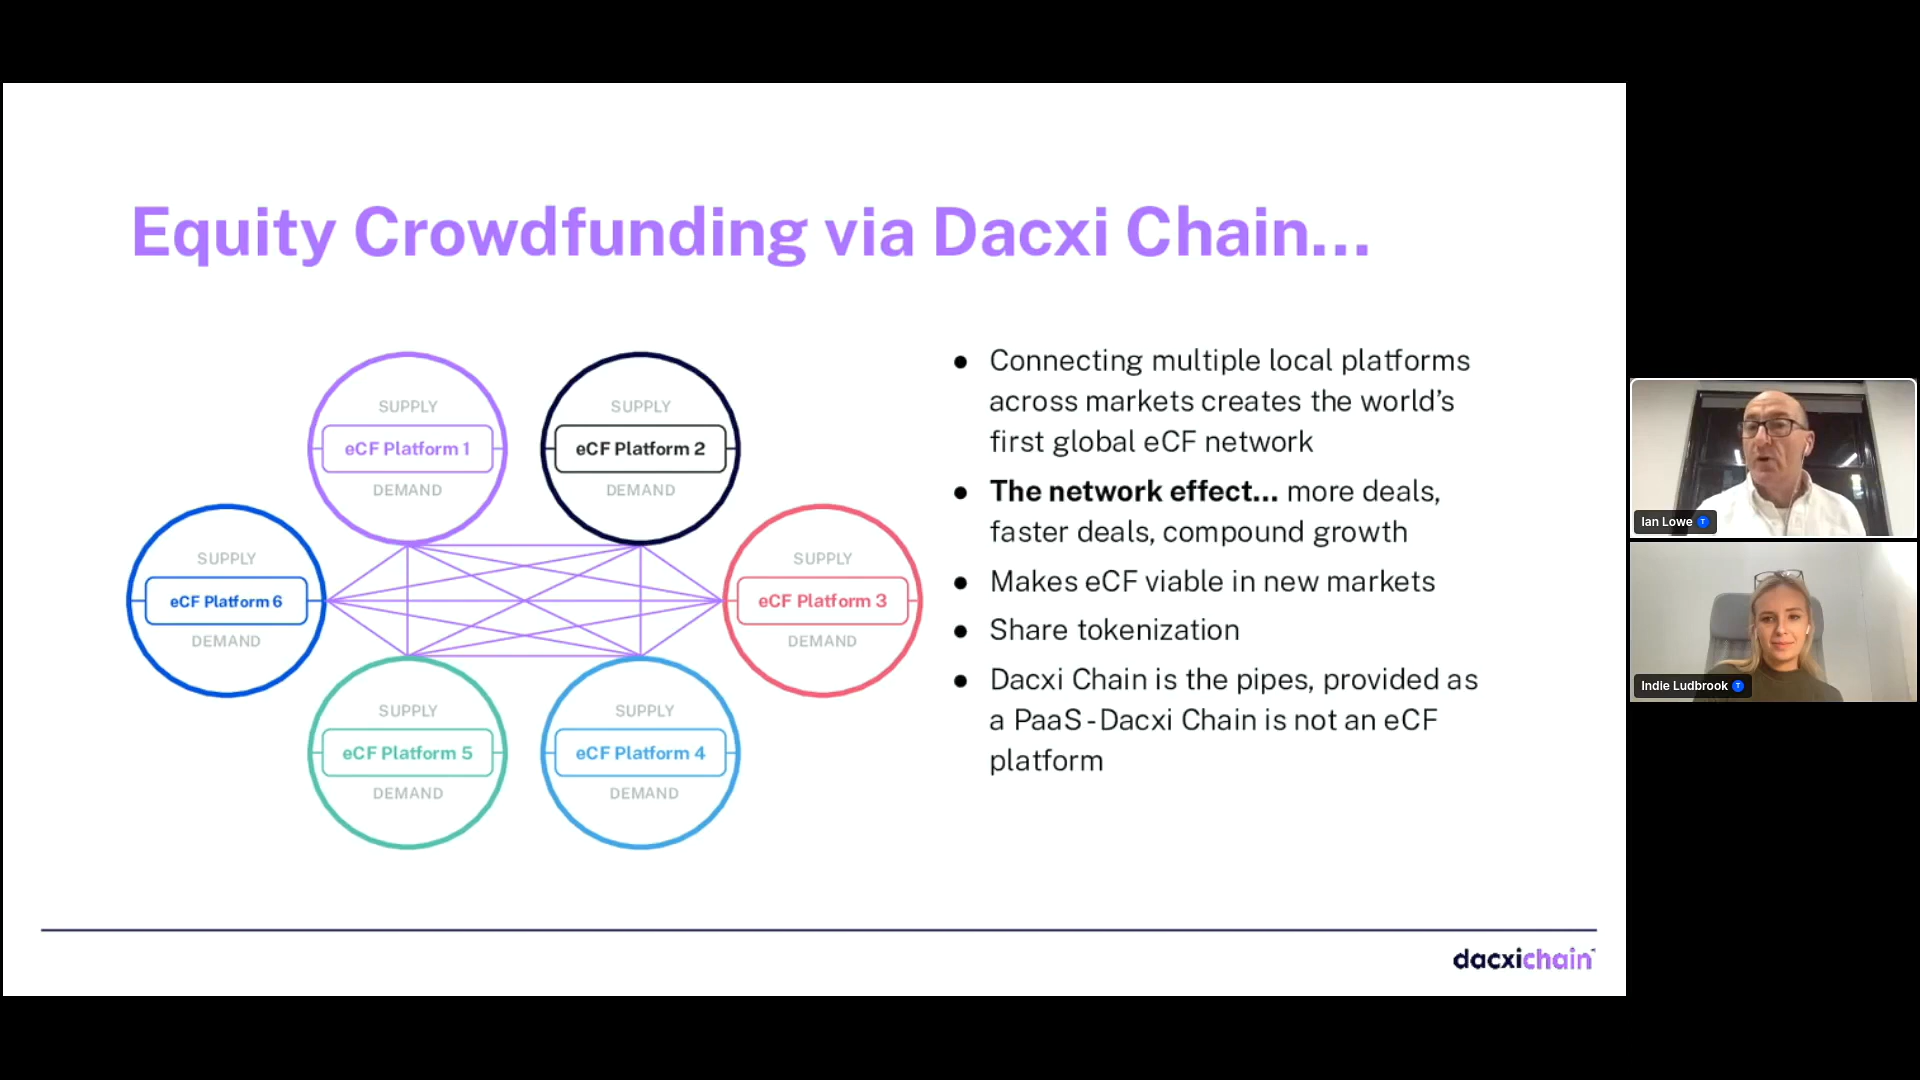 Equity Crowdfunding via Dacxi Chain...
SUPPLY
eCF Platform 1
DEMAND
SUPPLY
eCF Platform 2
DEMAND
SUPPLY
eCF Platform 6
DEMAND
SUPPLY
eCF Platform 3
DEMAND
SUPPLY
eCF Platform 5
DEMAND
SUPPLY
eCF Platform 4
DEMAND
● Connecting multiple local platforms
across markets creates the world’s
first global eCF network
● The network effect... more deals,
faster deals, compound growth
● Makes eCF viable in new markets
● Share tokenization
● Dacxi Chain is the pipes, provided as
a PaaS - Dacxi Chain is not an eCF
platform
dacxichain
Ian Lowe T
Indie Ludbrook T